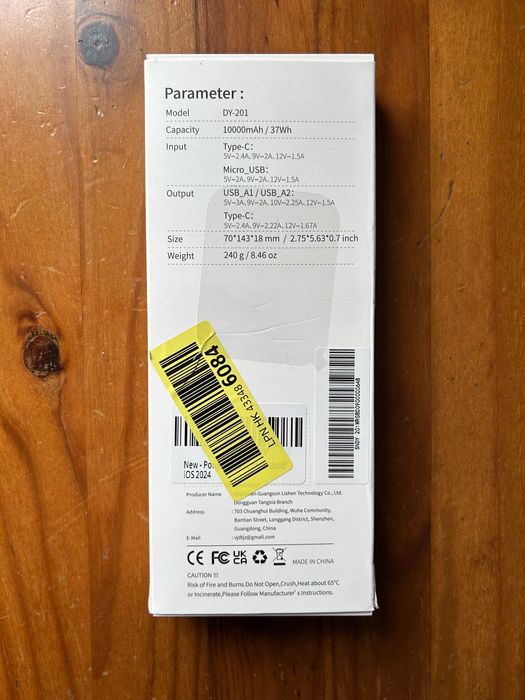 Parameter :
Model DY-201
Capacity 10000mAh / 37Wh
Input Type-C:
5V⎓2.4A、9V⎓2A、12V⎓1.5A
Micro_USB:
5V⎓2A、9V⎓2A、12V⎓1.5A
Output USB_A1 / USB_A2:
5V⎓3A、9V⎓2A、10V⎓2.25A、12V⎓1.5A
Type-C:
5V⎓2.4A、9V⎓2.22A、12V⎓1.67A
Size 70*143*18 mm / 2.75*5.63*0.7 inch
Weight 240 g / 8.46 oz
LPN HK 43348 6084
SNDY 201WRGBD09G0000648
New - Po
iOS 2024
Producer Name Guangxun Lishen Technology Co., Ltd.
Dongguan Tangxia Branch
Address : 703 Chuanghui Building, Wuhe Community,
Bantian Street, Longgang District, Shenzhen,
Guangdong, China
E-Mail : vjdtjz@gmail.com
CE FC UK CA MADE IN CHINA
CAUTION !!!
Risk of Fire and Burns.Do Not Open,Crush,Heat about 65℃
or Incinerate,Please Follow Manufacturer's Instructions.